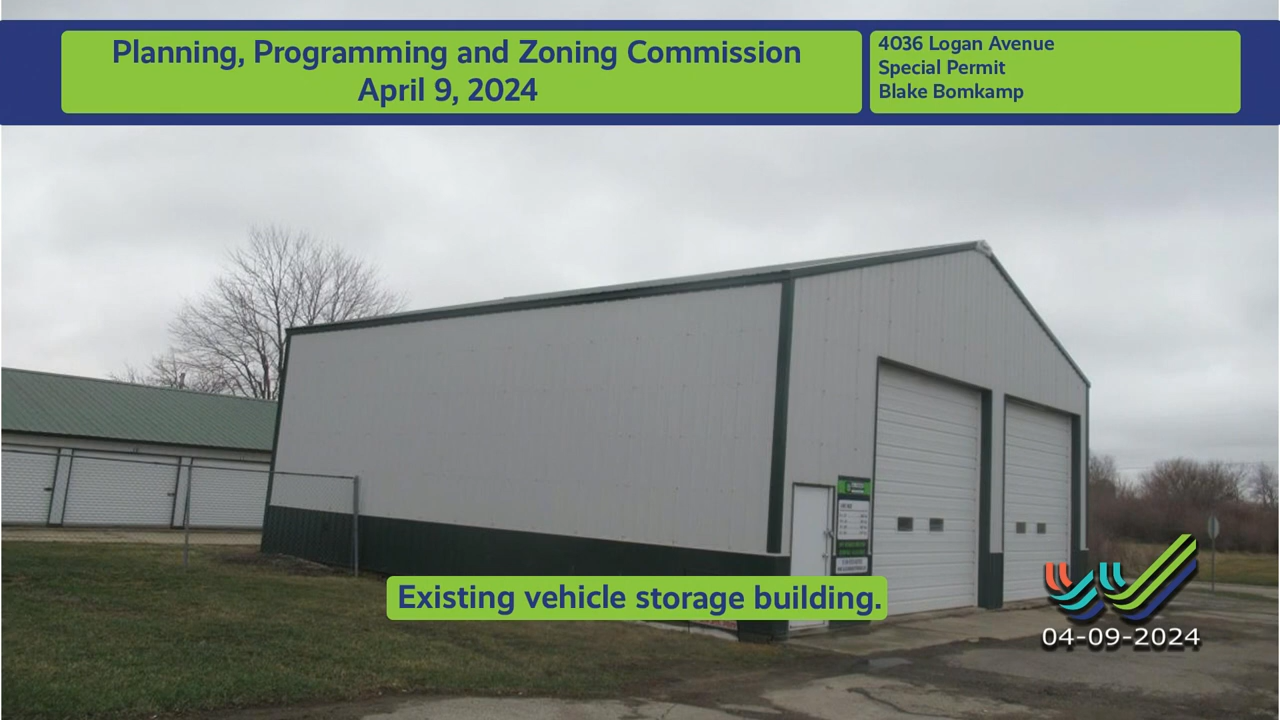 Planning, Programming and Zoning Commission
April 9, 2024
4036 Logan Avenue
Special Permit
Blake Bomkamp
Existing vehicle storage building.
04-09-2024